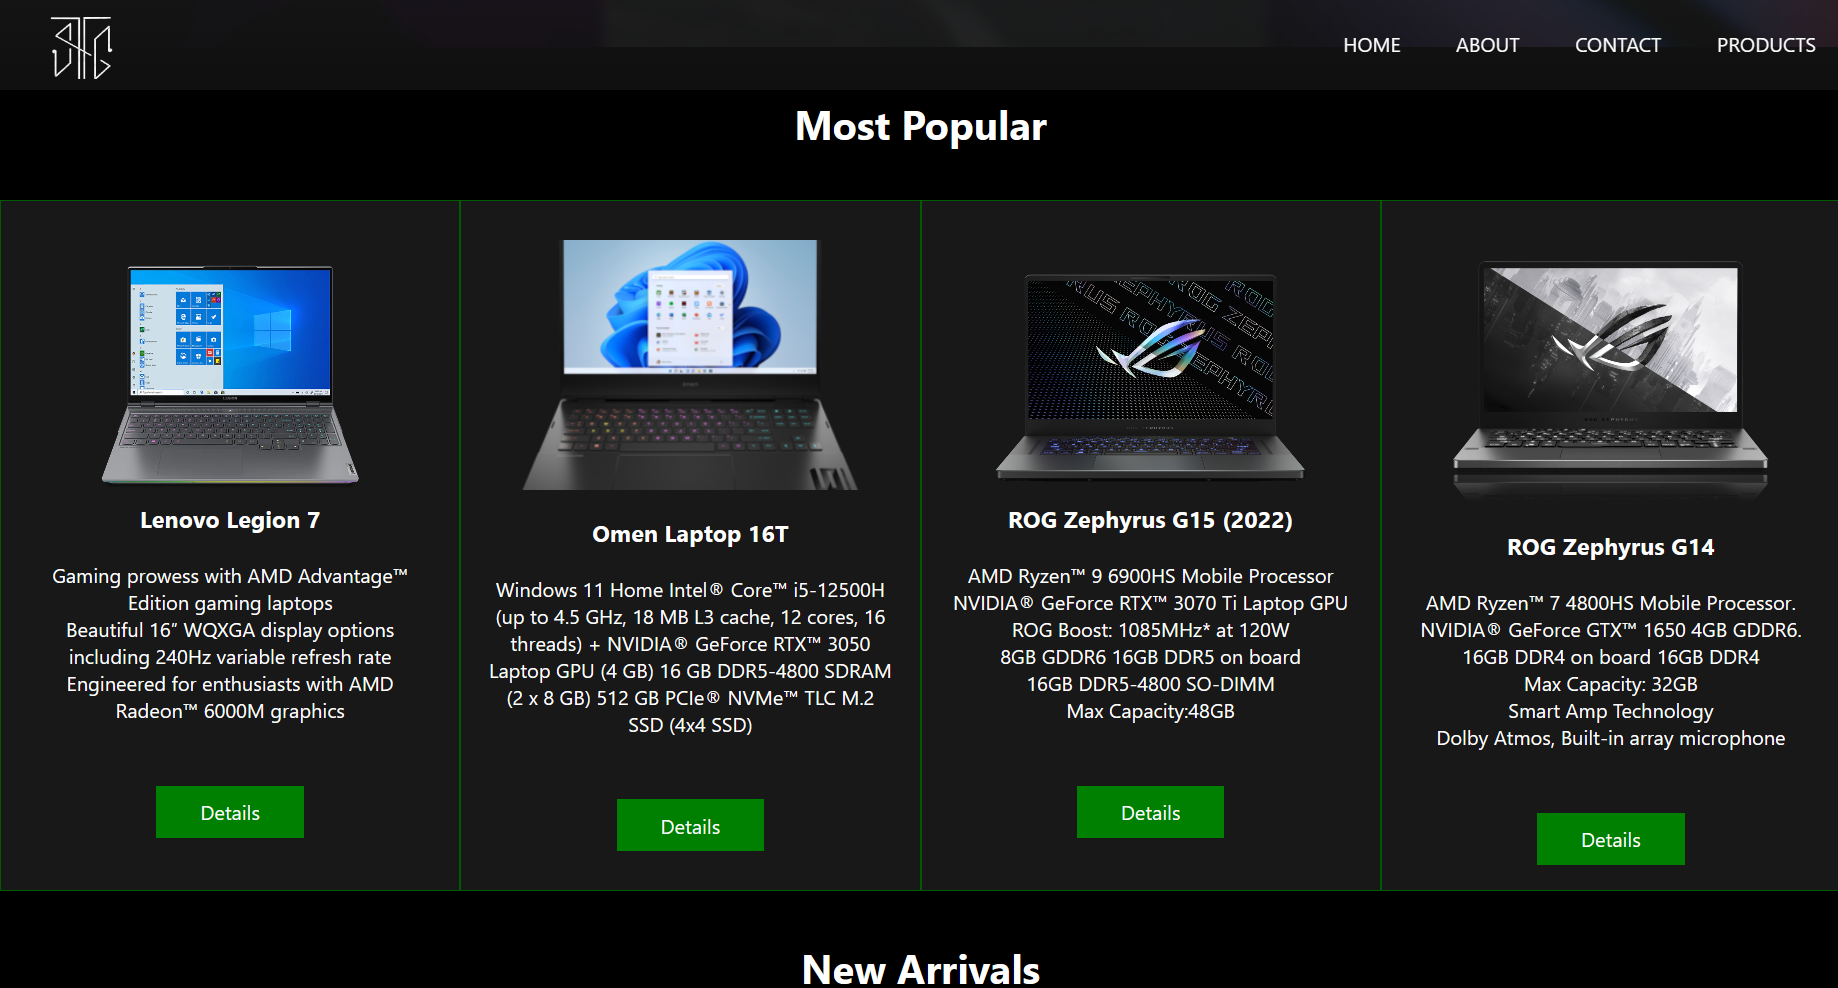 HOME ABOUT CONTACT PRODUCTS
Most Popular
Lenovo Legion 7
Gaming prowess with AMD Advantage™
Edition gaming laptops
Beautiful 16” WQXGA display options
including 240Hz variable refresh rate
Engineered for enthusiasts with AMD
Radeon™ 6000M graphics
Details
Omen Laptop 16T
Windows 11 Home Intel® Core™ i5-12500H
(up to 4.5 GHz, 18 MB L3 cache, 12 cores, 16
threads) + NVIDIA® GeForce RTX™ 3050
Laptop GPU (4 GB) 16 GB DDR5-4800 SDRAM
(2 x 8 GB) 512 GB PCIe® NVMe™ TLC M.2
SSD (4x4 SSD)
Details
ROG Zephyrus G15 (2022)
AMD Ryzen™ 9 6900HS Mobile Processor
NVIDIA® GeForce RTX™ 3070 Ti Laptop GPU
ROG Boost: 1085MHz* at 120W
8GB GDDR6 16GB DDR5 on board
16GB DDR5-4800 SO-DIMM
Max Capacity:48GB
Details
ROG Zephyrus G14
AMD Ryzen™ 7 4800HS Mobile Processor.
NVIDIA® GeForce GTX™ 1650 4GB GDDR6.
16GB DDR4 on board 16GB DDR4
Max Capacity: 32GB
Smart Amp Technology
Dolby Atmos, Built-in array microphone
Details
New Arrivals